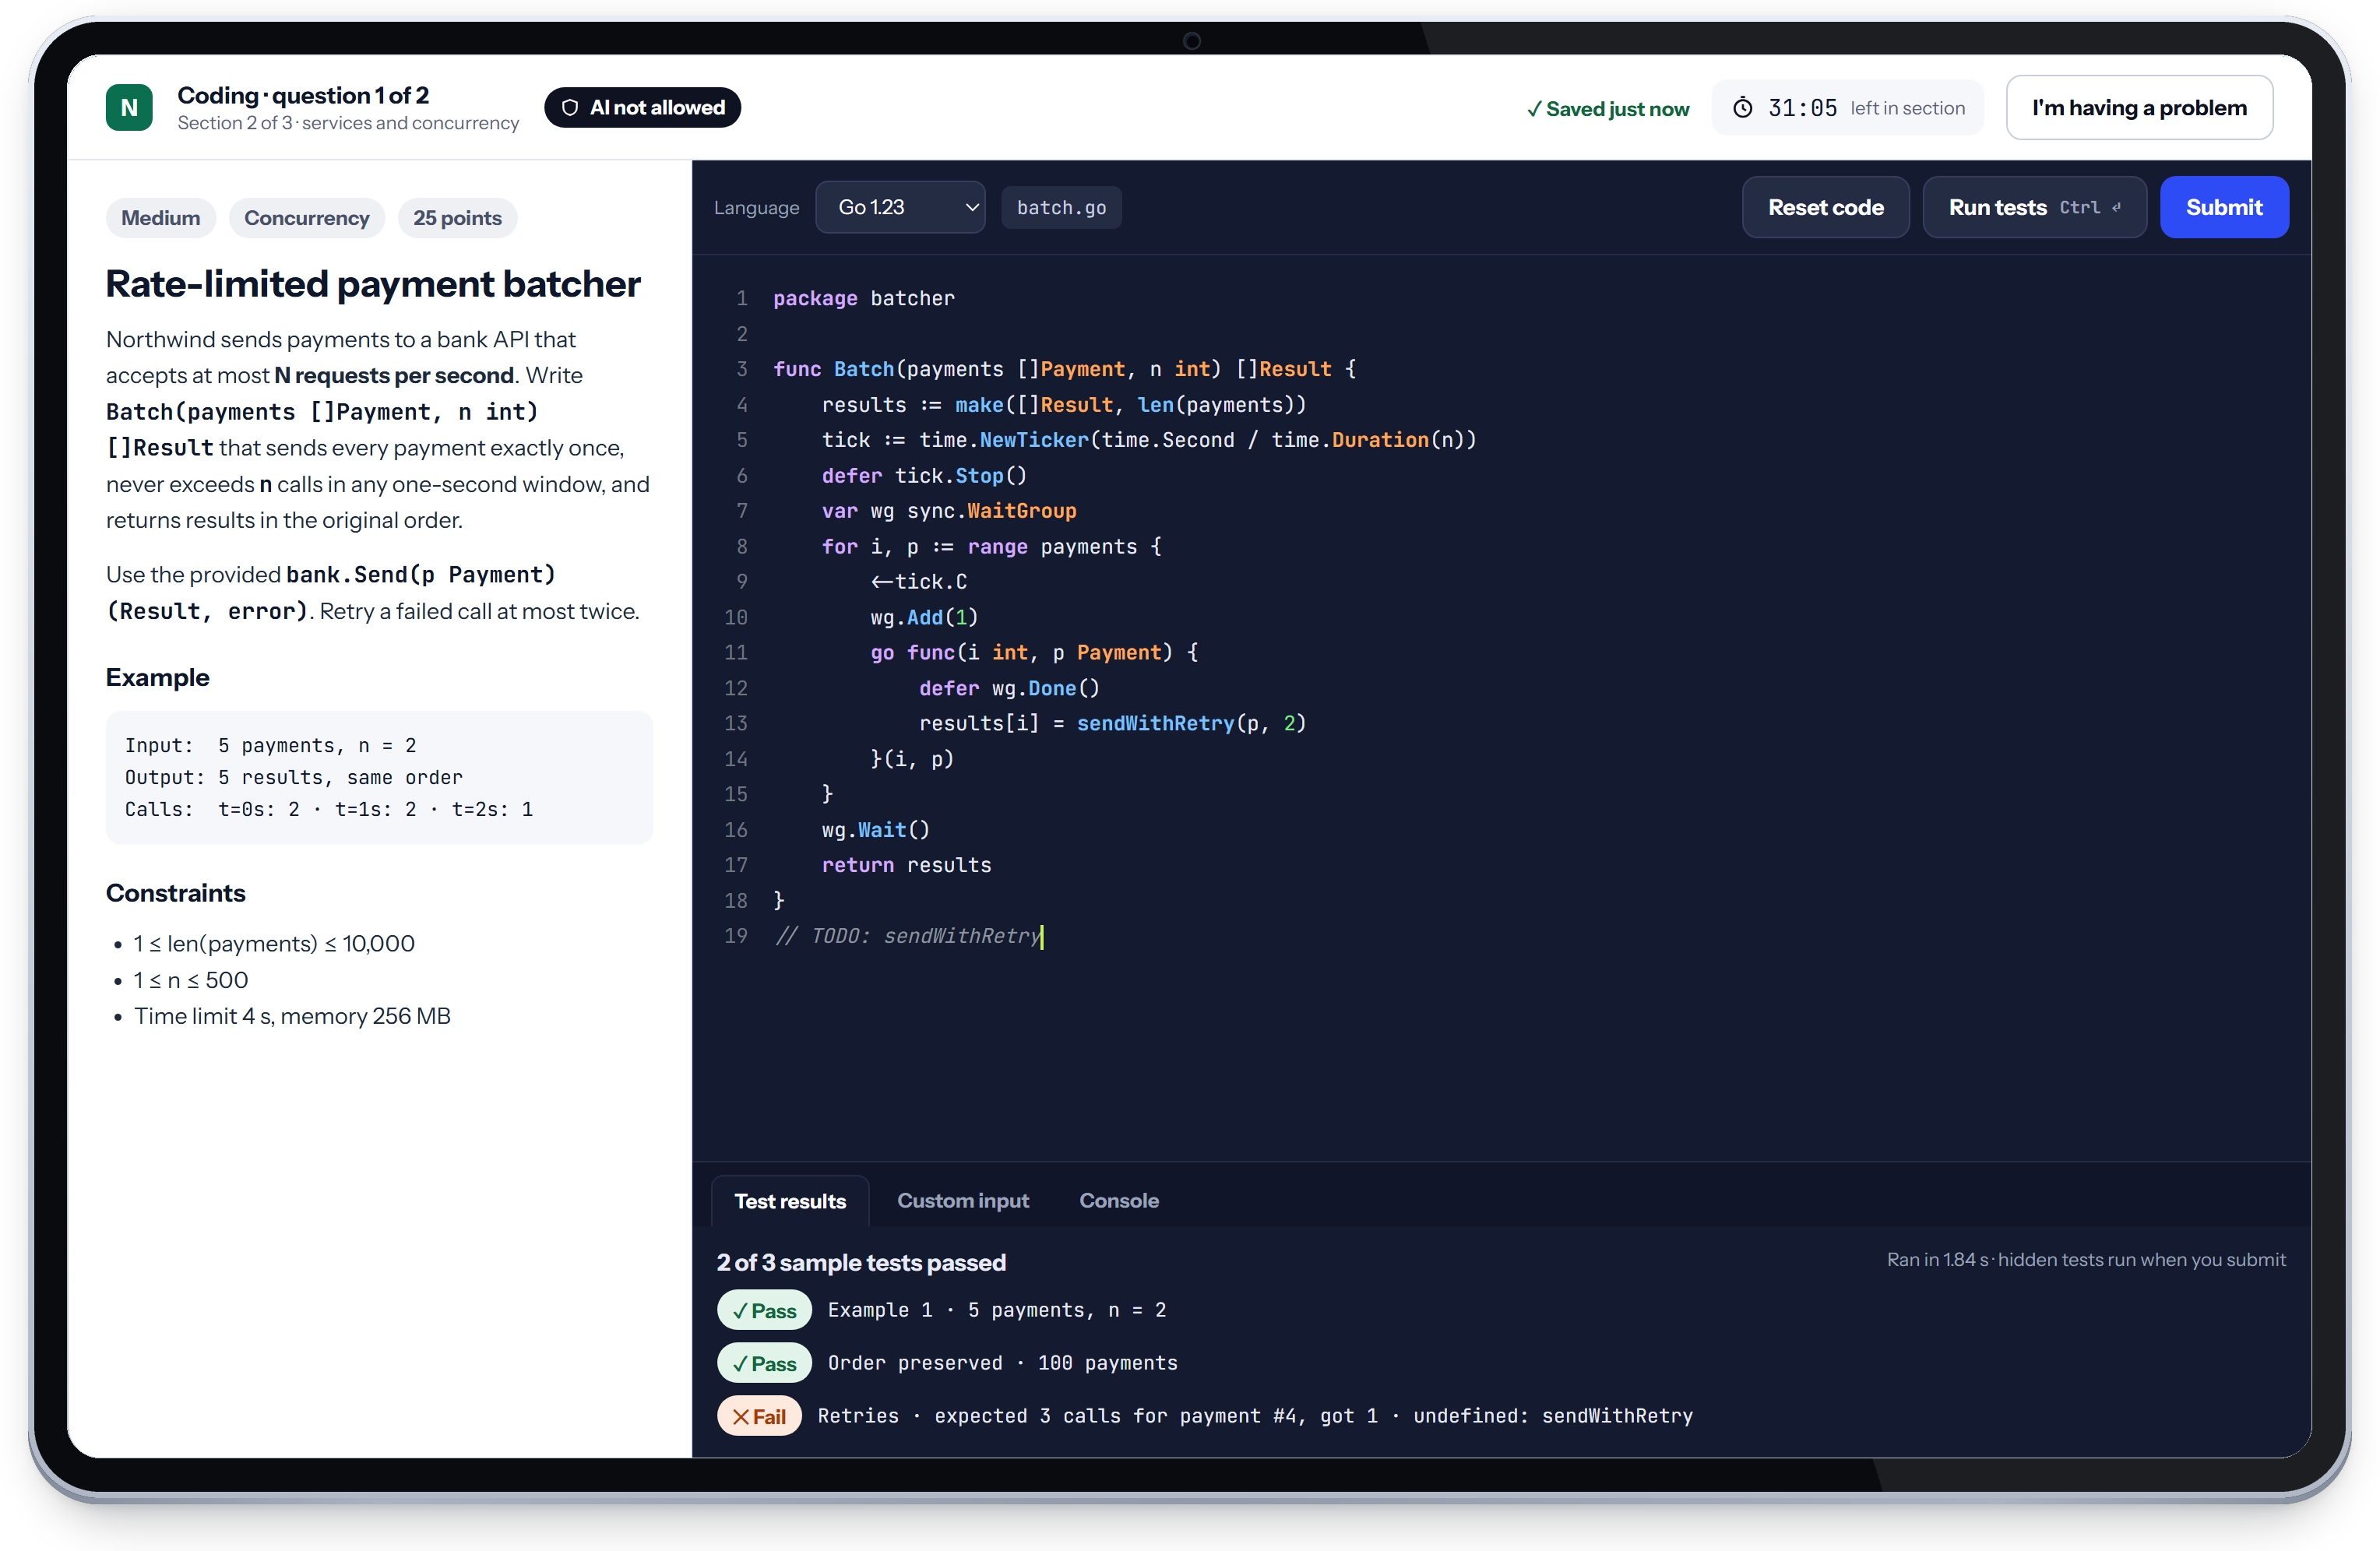 N
Coding · question 1 of 2
Section 2 of 3 · services and concurrency
AI not allowed
✓ Saved just now
31:05 left in section
I'm having a problem
Medium
Concurrency
25 points
Rate-limited payment batcher
Northwind sends payments to a bank API that
accepts at most N requests per second. Write
Batch(payments []Payment, n int)
[]Result that sends every payment exactly once,
never exceeds n calls in any one-second window, and
returns results in the original order.
Use the provided bank.Send(p Payment)
(Result, error). Retry a failed call at most twice.
Example
Input:  5 payments, n = 2
Output: 5 results, same order
Calls:  t=0s: 2 · t=1s: 2 · t=2s: 1
Constraints
• 1 ≤ len(payments) ≤ 10,000
• 1 ≤ n ≤ 500
• Time limit 4 s, memory 256 MB
Language
Go 1.23
batch.go
Reset code
Run tests Ctrl ↵
Submit
1 package batcher
2
3 func Batch(payments []Payment, n int) []Result {
4     results := make([]Result, len(payments))
5     tick := time.NewTicker(time.Second / time.Duration(n))
6     defer tick.Stop()
7     var wg sync.WaitGroup
8     for i, p := range payments {
9         <-tick.C
10         wg.Add(1)
11         go func(i int, p Payment) {
12             defer wg.Done()
13             results[i] = sendWithRetry(p, 2)
14         }(i, p)
15     }
16     wg.Wait()
17     return results
18 }
19 // TODO: sendWithRetry
Test results
Custom input
Console
2 of 3 sample tests passed
Ran in 1.84 s · hidden tests run when you submit
✓ Pass Example 1 · 5 payments, n = 2
✓ Pass Order preserved · 100 payments
✕ Fail Retries · expected 3 calls for payment #4, got 1 · undefined: sendWithRetry